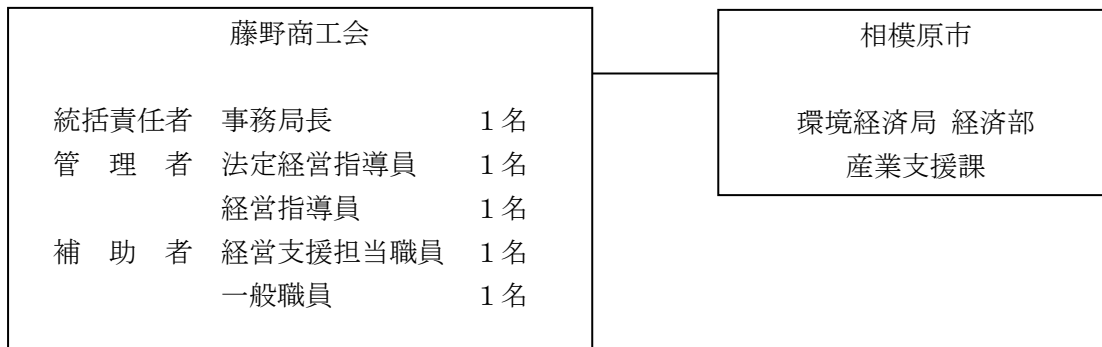 藤野商工会
統括責任者 事務局長 1名
管理者 法定経営指導員 1名
経営指導員 1名
補助者 経営支援担当職員 1名
一般職員 1名
相模原市
環境経済局 経済部
産業支援課